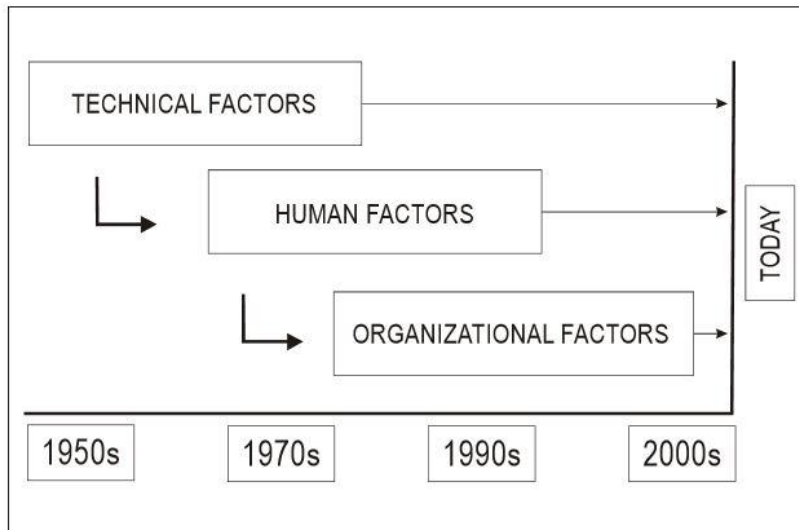 TECHNICAL FACTORS
HUMAN FACTORS
ORGANIZATIONAL FACTORS
TODAY
1950s
1970s
1990s
2000s